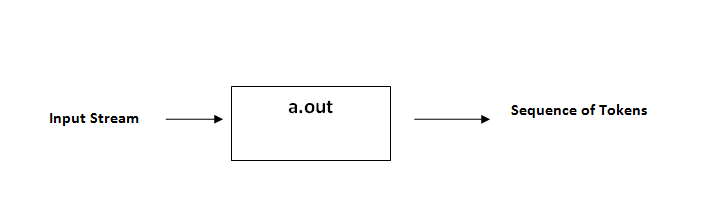 Input Stream
a.out
Sequence of Tokens